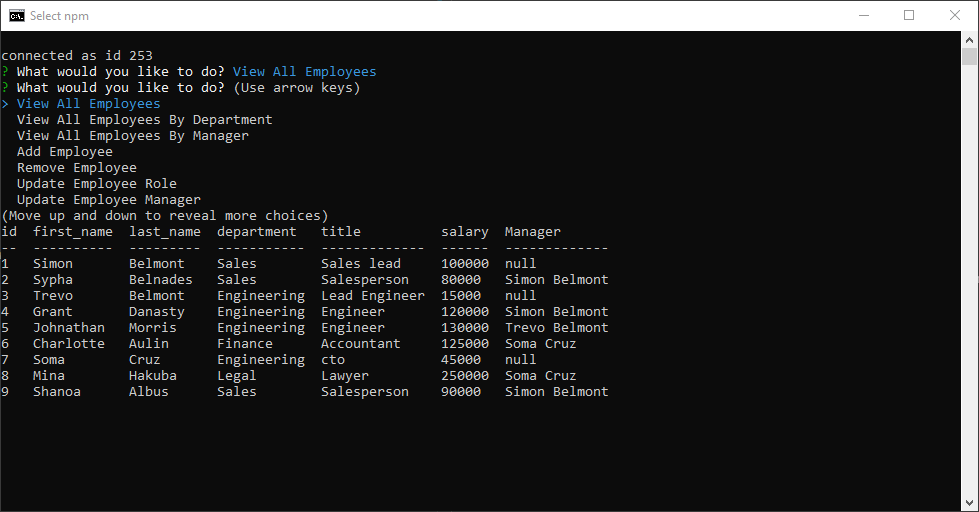 Select npm
connected as id 253
? What would you like to do? View All Employees
? What would you like to do? (Use arrow keys)
> View All Employees
  View All Employees By Department
  View All Employees By Manager
  Add Employee
  Remove Employee
  Update Employee Role
  Update Employee Manager
(Move up and down to reveal more choices)
id  first_name  last_name  department   title          salary  Manager
--  ----------  ---------  -----------  -------------  ------  -------------
1   Simon       Belmont    Sales        Sales lead     100000  null
2   Sypha       Belnades   Sales        Salesperson    80000   Simon Belmont
3   Trevo       Belmont    Engineering  Lead Engineer  15000   null
4   Grant       Danasty    Engineering  Engineer       120000  Simon Belmont
5   Johnathan   Morris     Engineering  Engineer       130000  Trevo Belmont
6   Charlotte   Aulin      Finance      Accountant     125000  Soma Cruz
7   Soma        Cruz       Engineering  cto            45000   null
8   Mina        Hakuba     Legal        Lawyer         250000  Soma Cruz
9   Shanoa      Albus      Sales        Salesperson    90000   Simon Belmont